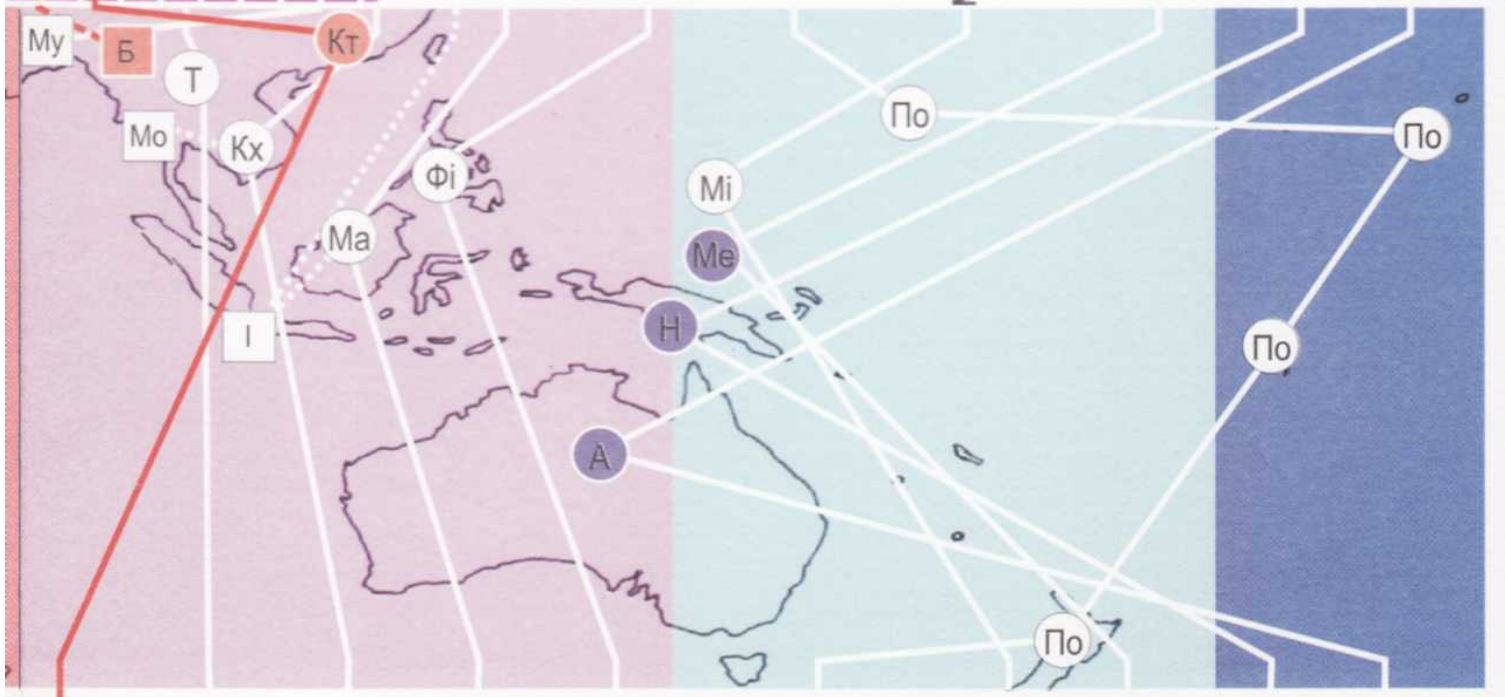 Му
Б
Кт
Т
Мо
Кх
По
По
Фі
Мі
Ма
Ме
І
Н
По
А
По